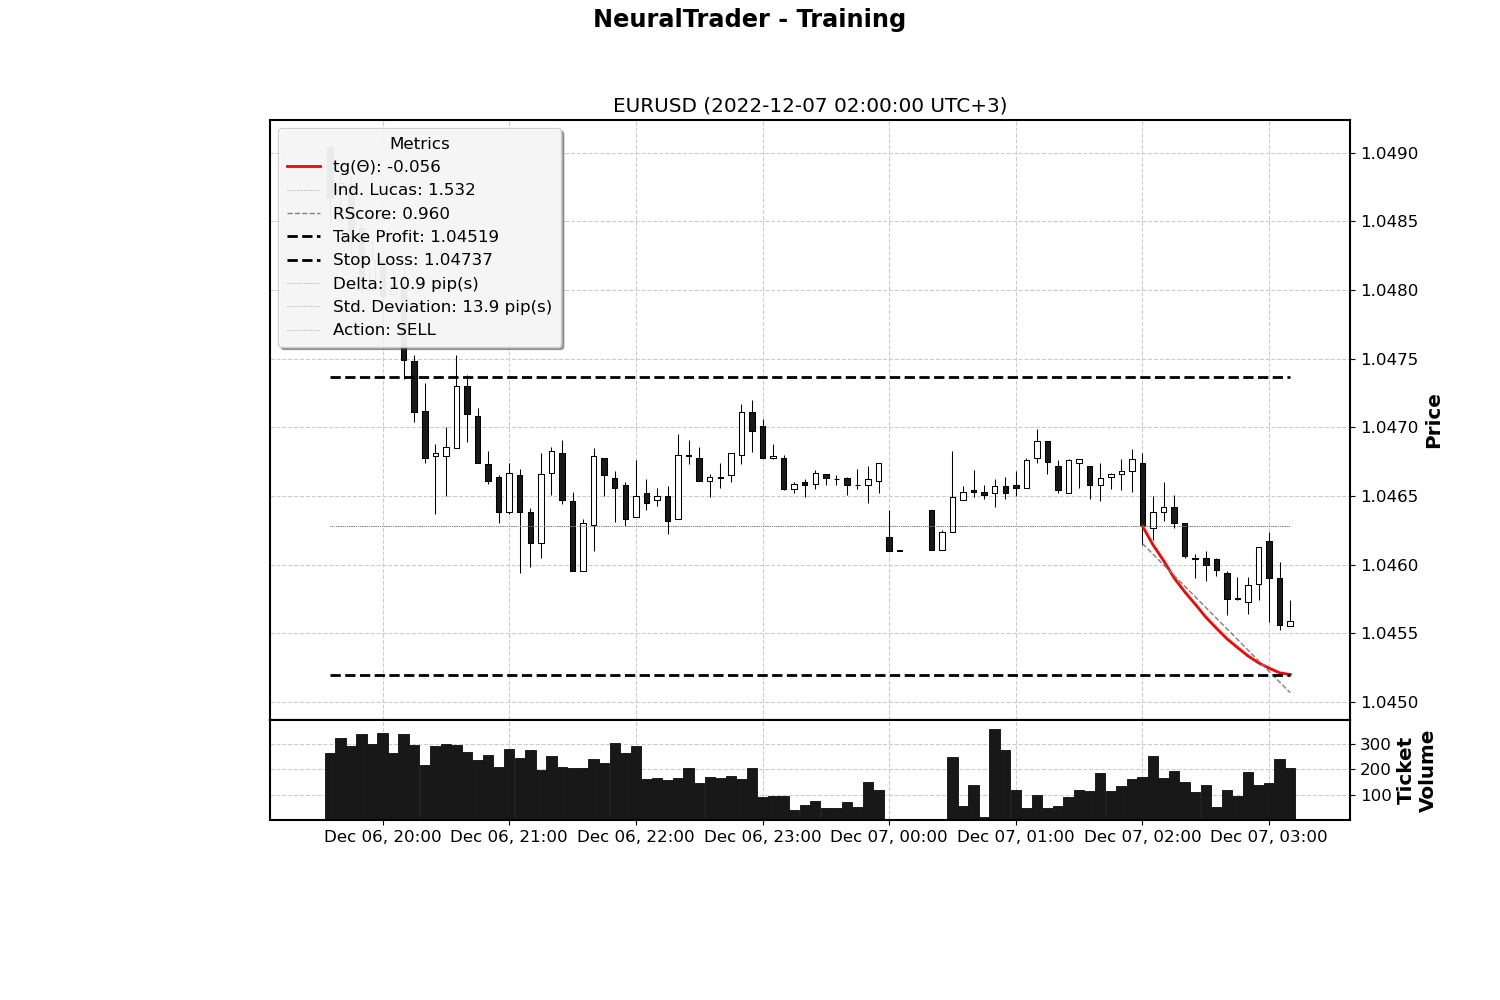 NeuralTrader - Training
EURUSD (2022-12-07 02:00:00 UTC+3)
Metrics
tg(Θ): -0.056
Ind. Lucas: 1.532
RScore: 0.960
Take Profit: 1.04519
Stop Loss: 1.04737
Delta: 10.9 pip(s)
Std. Deviation: 13.9 pip(s)
Action: SELL
1.0490
1.0485
1.0480
1.0475
1.0470
1.0465
1.0460
1.0455
1.0450
Price
300
200
100
Ticket
Volume
Dec 06, 20:00 Dec 06, 21:00 Dec 06, 22:00 Dec 06, 23:00 Dec 07, 00:00 Dec 07, 01:00 Dec 07, 02:00 Dec 07, 03:00